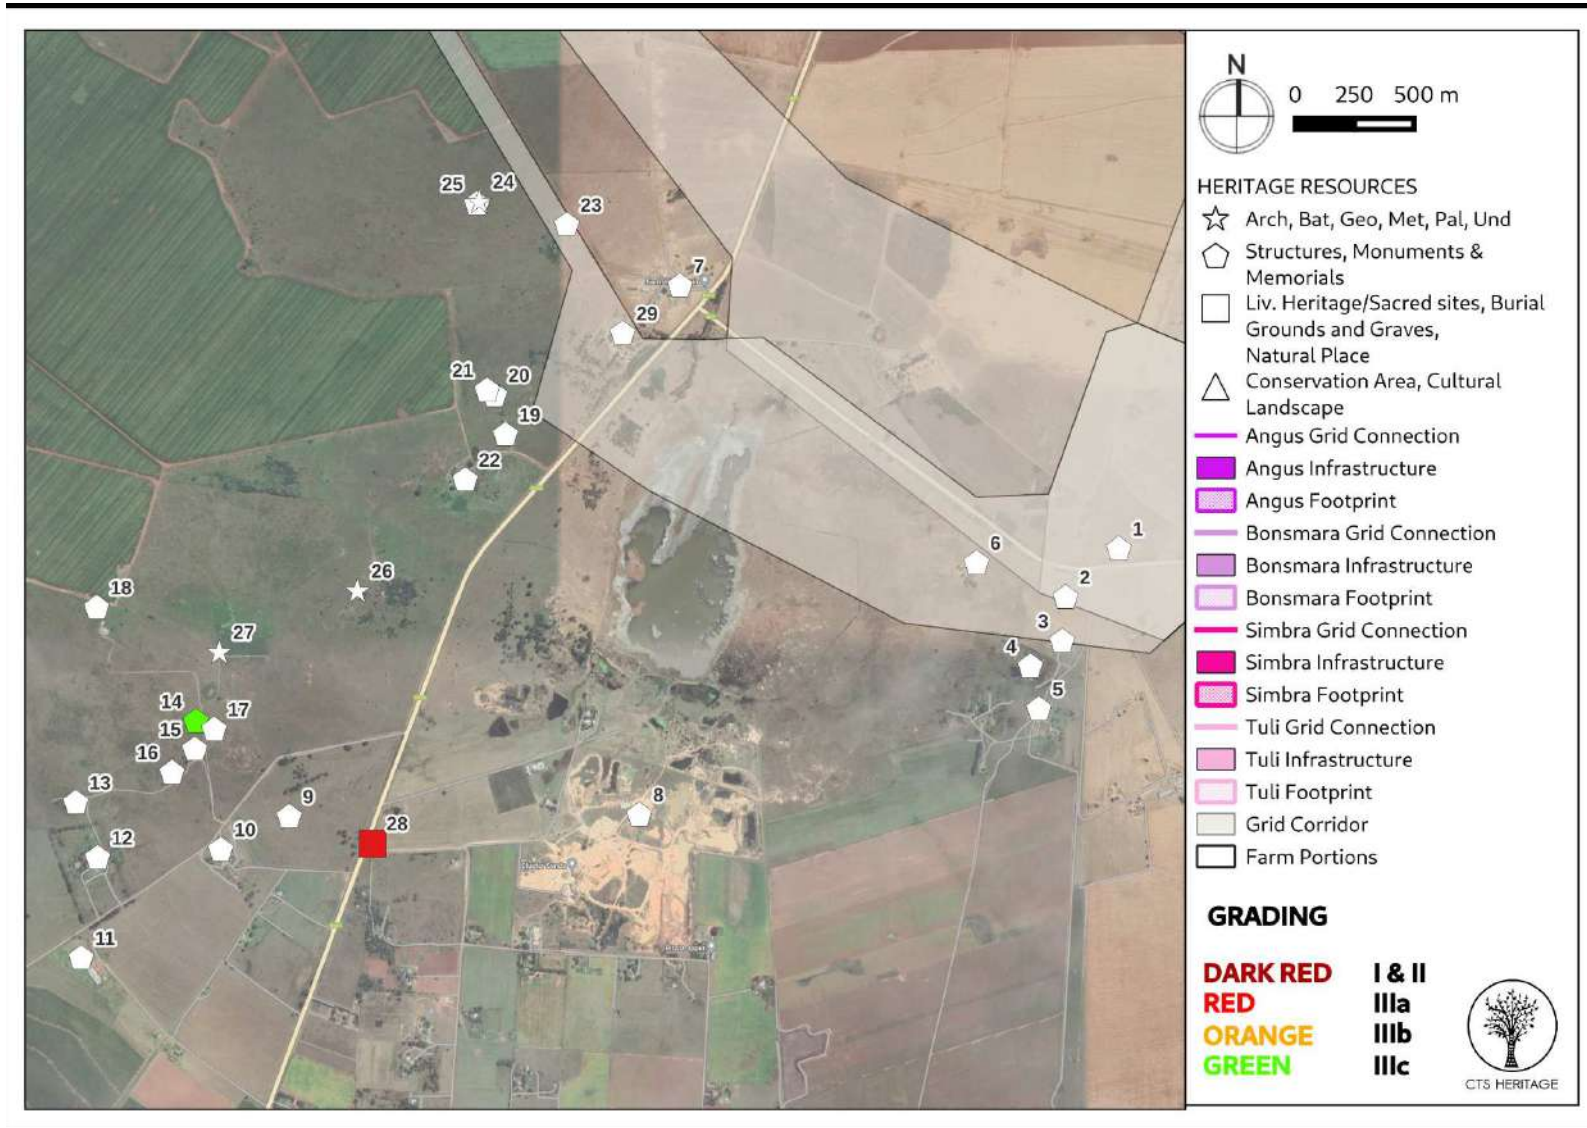 N
0 250 500 m
HERITAGE RESOURCES
Arch, Bat, Geo, Met, Pal, Und
Structures, Monuments &
Memorials
Liv. Heritage/Sacred sites, Burial
Grounds and Graves,
Natural Place
Conservation Area, Cultural
Landscape
Angus Grid Connection
Angus Infrastructure
Angus Footprint
Bonsmara Grid Connection
Bonsmara Infrastructure
Bonsmara Footprint
Simbra Grid Connection
Simbra Infrastructure
Simbra Footprint
Tuli Grid Connection
Tuli Infrastructure
Tuli Footprint
Grid Corridor
Farm Portions
GRADING
DARK RED I & II
RED IIIa
ORANGE IIIb
GREEN IIIc
CTS HERITAGE
25 24
23
7
29
21 20
19
22
1
6
2
26
18
3
27
4
5
14
17
15
16
13
9
8
28
10
12
11